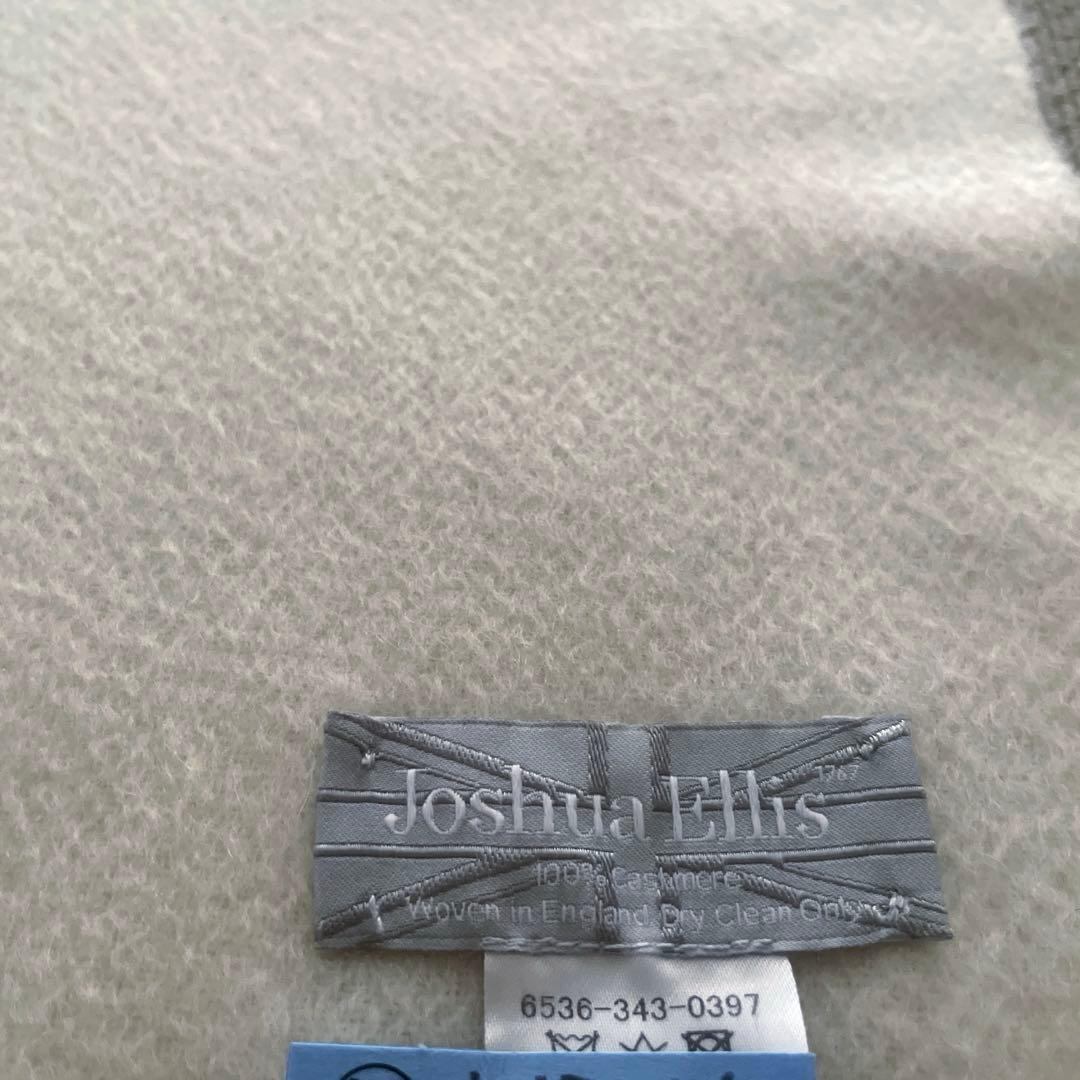 Joshua Ellis 1767
100% Cashmere
Woven in England Dry Clean Only
6536-343-0397